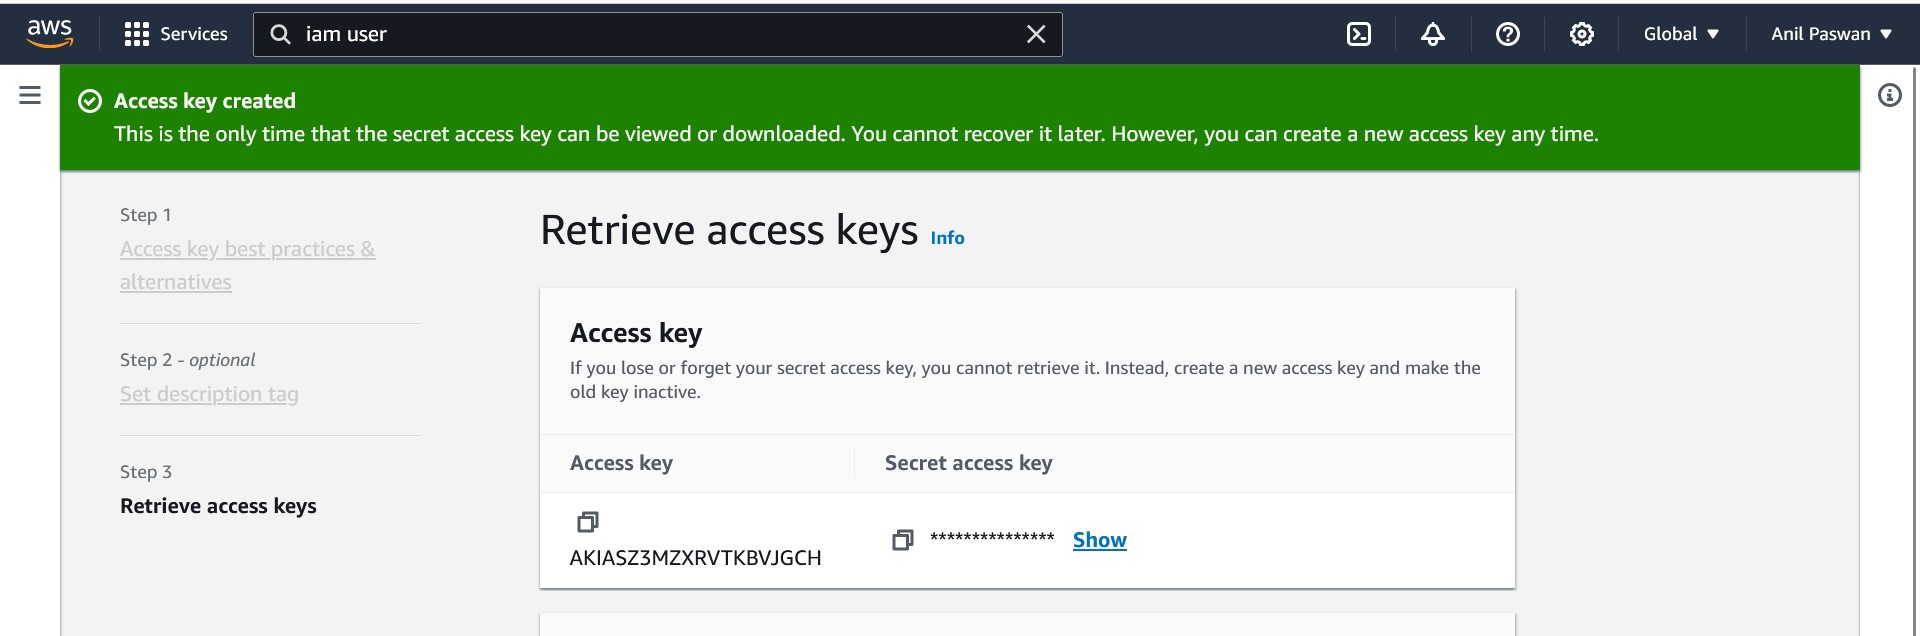 aws
Services
iam user
Global
Anil Paswan
Access key created
This is the only time that the secret access key can be viewed or downloaded. You cannot recover it later. However, you can create a new access key any time.
Step 1
Access key best practices &
alternatives
Step 2 - optional
Set description tag
Step 3
Retrieve access keys
Retrieve access keys Info
Access key
If you lose or forget your secret access key, you cannot retrieve it. Instead, create a new access key and make the
old key inactive.
Access key
Secret access key
AKIASZ3MZXRVTKBVJGCH
*************** Show